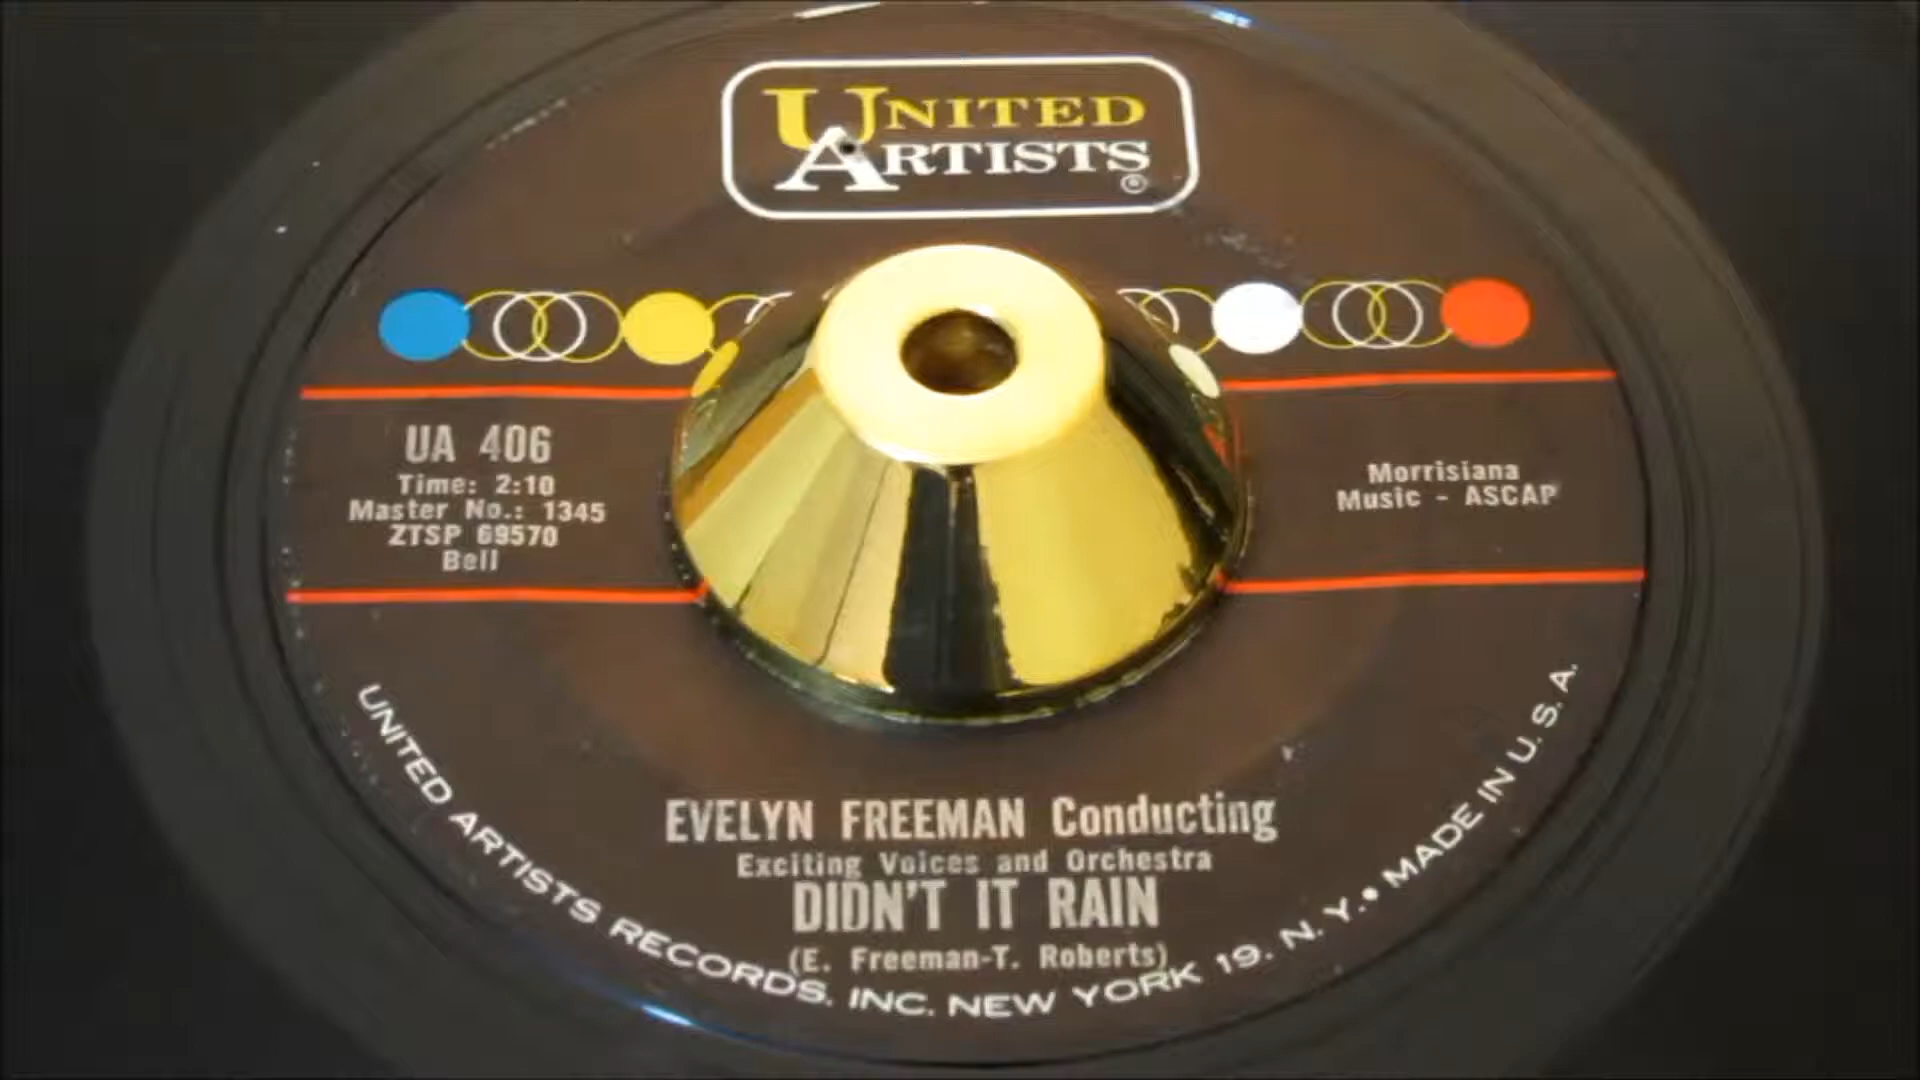 UNITED
ARTISTS
®
UA 406
Time: 2:10
Master No.: 1345
ZTSP 69570
Bell
Morrisiana
Music - ASCAP
EVELYN FREEMAN Conducting
Exciting Voices and Orchestra
DIDN'T IT RAIN
(E. Freeman-T. Roberts)
UNITED ARTISTS RECORDS, INC. NEW YORK 19. N. Y. • MADE IN U. S. A.